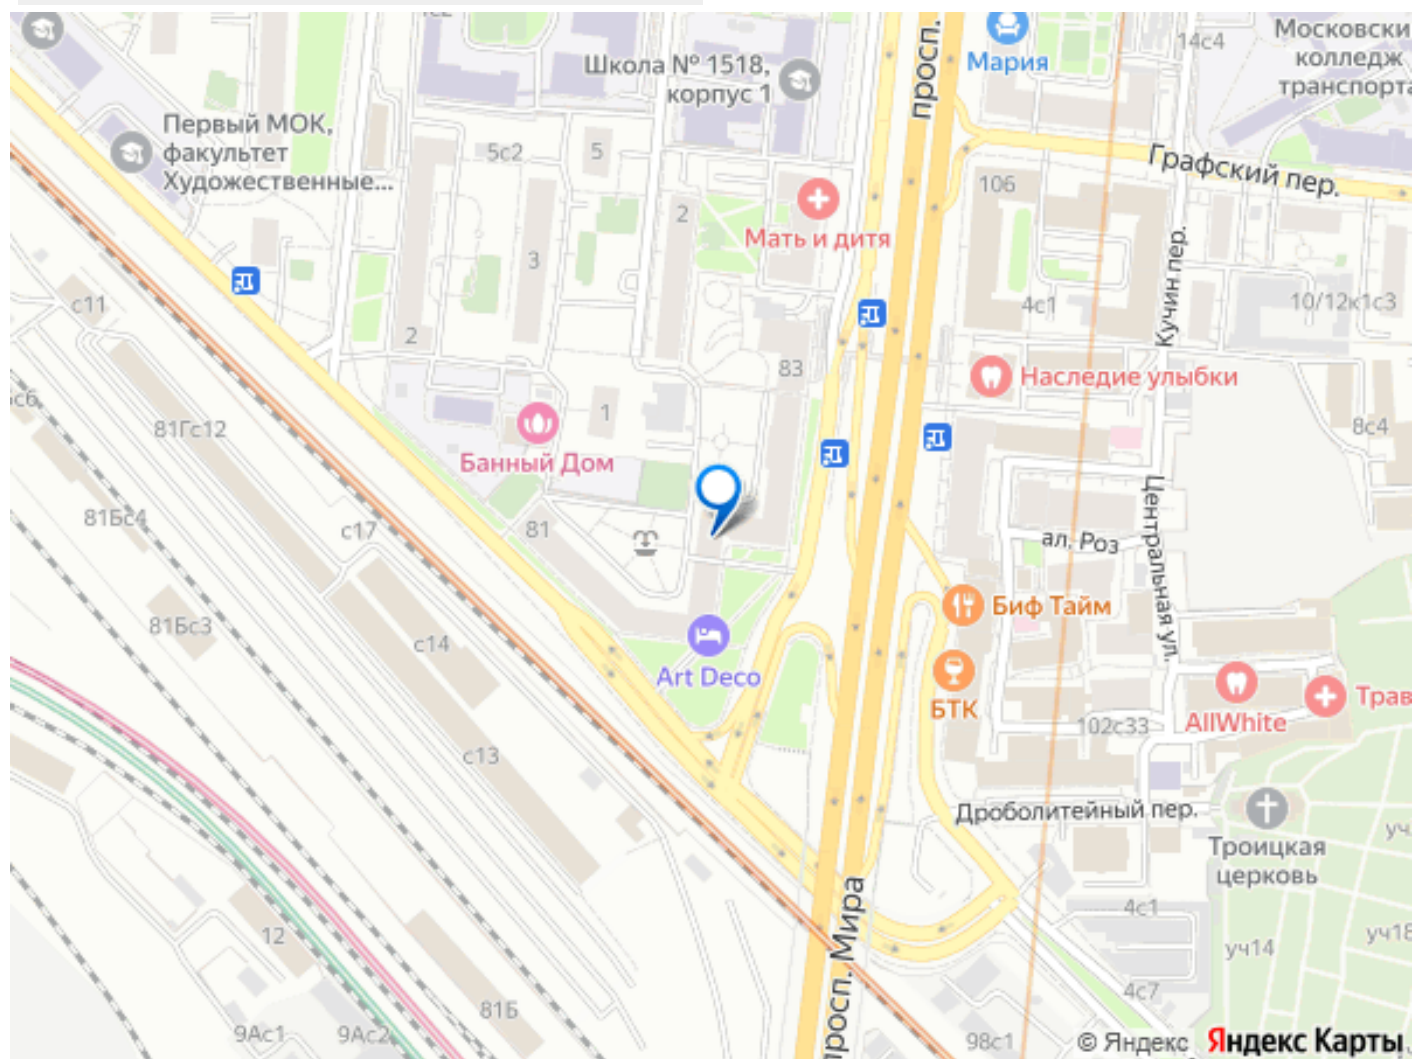 Московски
колледж
транспорта
14с4
просп.
Мария
Школа № 1518,
корпус 1
Первый МОК,
факультет
Художественные...
5с2
5
Графский пер.
106
2
Мать и дитя
3
Кучин пер.
10/12к1с3
4с1
с11
2
83
Наследие улыбки
1
8с4
81Гс12
Банный Дом
Центральная ул.
81Бс4
с17
81
ал. Роз
Биф Тайм
81Бс3
с14
Art Deco
БТК
AllWhite
Трав
102с33
с13
Дроболитейный пер.
Троицкая
церковь
уч
просп. Мира
4с1
12
уч14
уч18
4с7
81Б
9Ас1
9Ас2
98с1
© Яндекс Яндекс Карты